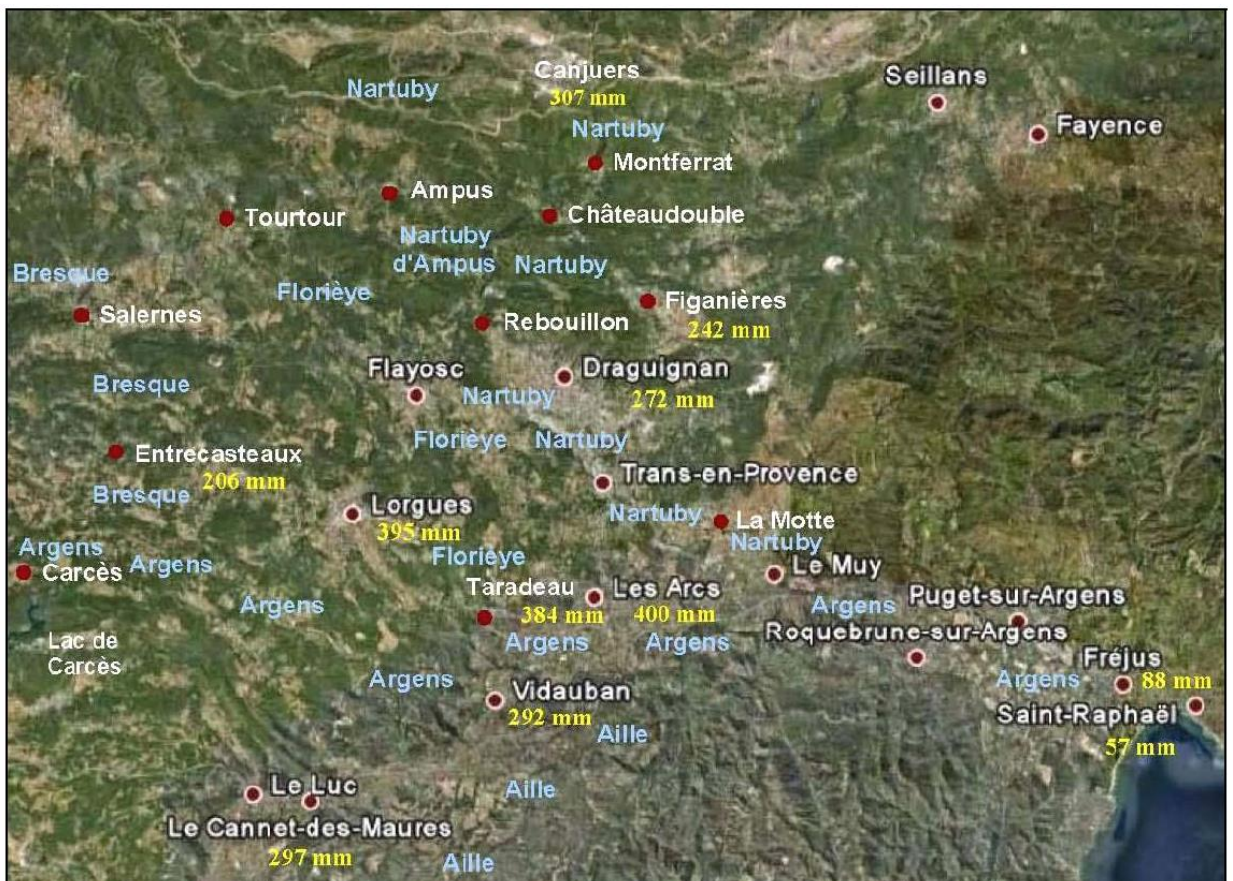 Canjuers
307 mm
Nartuby
Seillans
Nartuby
Fayence
Montferrat
Ampus
Tourtour
Châteaudouble
Nartuby
d'Ampus
Nartuby
Bresque
Florièye
Salernes
Figanières
242 mm
Rebouillon
Flayosc
Draguignan
272 mm
Bresque
Nartuby
Florièye
Nartuby
Entrecasteaux
206 mm
Bresque
Trans-en-Provence
Lorgues
395 mm
Nartuby
La Motte
Nartuby
Argens
Carcès
Argens
Florièye
Le Muy
Taradeau
384 mm
Les Arcs
400 mm
Argens
Argens
Puget-sur-Argens
Lac de
Carcès
Argens
Argens
Roquebrune-sur-Argens
Fréjus
88 mm
Argens
Argens
Vidauban
292 mm
Saint-Raphaël
57 mm
Aille
Le Luc
Aille
Le Cannet-des-Maures
297 mm
Aille